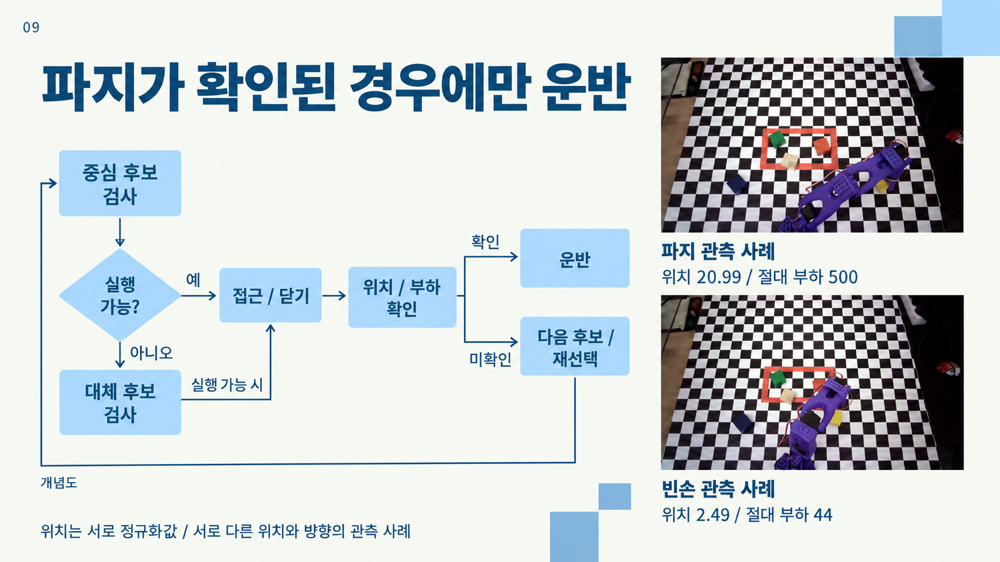 09
파지가 확인된 경우에만 운반
중심 후보
검사
실행
가능?
예
아니오
대체 후보
검사
실행 가능 시
접근 / 닫기
위치 / 부하
확인
확인
운반
미확인
다음 후보 /
재선택
개념도
위치는 서로 정규화값 / 서로 다른 위치와 방향의 관측 사례
파지 관측 사례
위치 20.99 / 절대 부하 500
빈손 관측 사례
위치 2.49 / 절대 부하 44